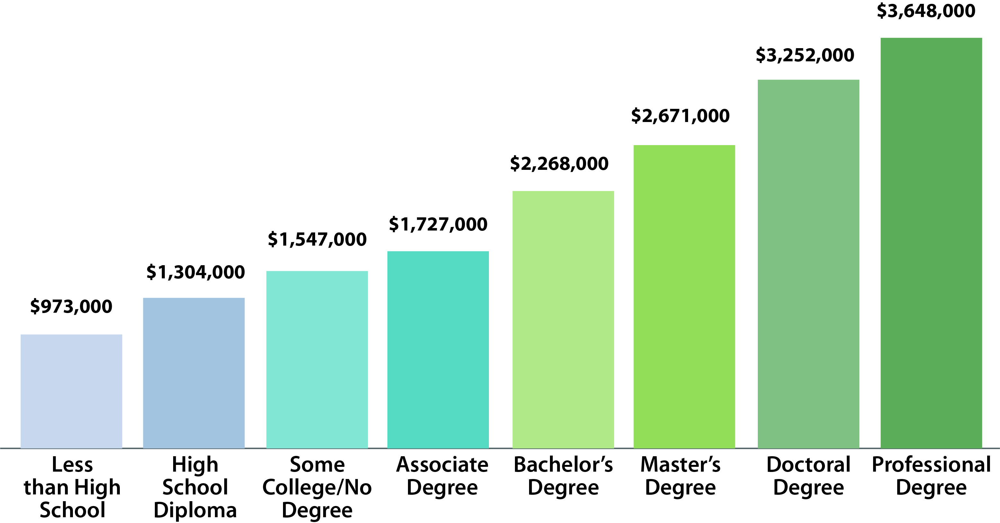 $3,648,000
$3,252,000
$2,671,000
$2,268,000
$1,727,000
$1,547,000
$1,304,000
$973,000
Less
than High
School
High
School
Diploma
Some
College/No
Degree
Associate
Degree
Bachelor’s
Degree
Master’s
Degree
Doctoral
Degree
Professional
Degree